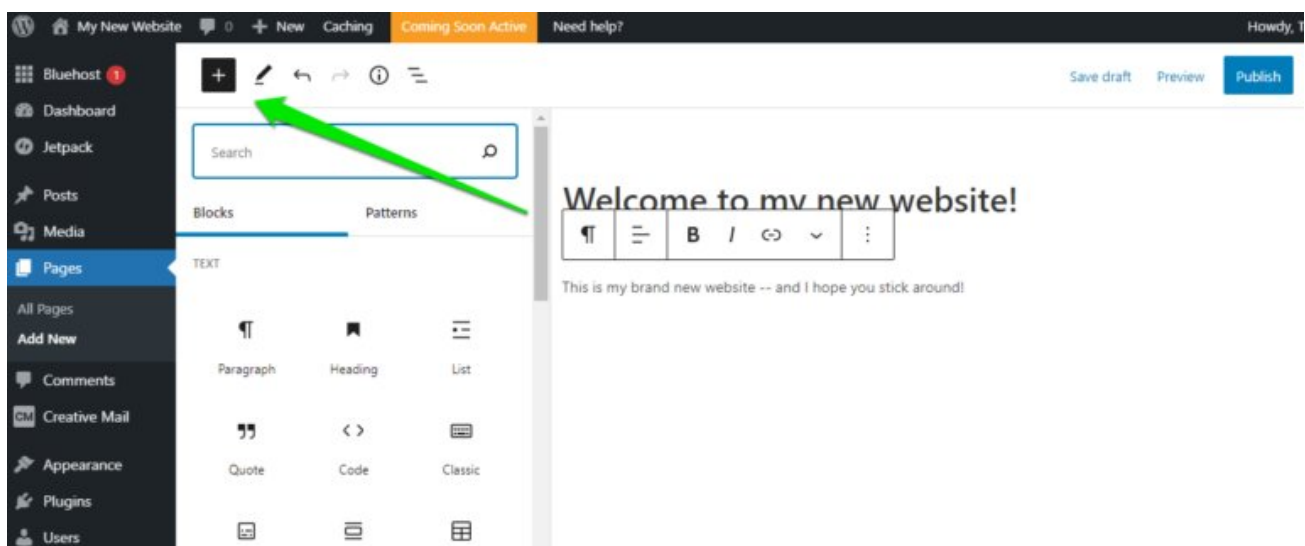 My New Website 0 New Caching Coming Soon Active Need help? Howdy, T
Bluehost 1
Dashboard
Jetpack
Posts
Media
Pages
All Pages
Add New
Comments
CM Creative Mail
Appearance
Plugins
Users
Save draft Preview Publish
Search
Blocks Patterns
TEXT
Paragraph Heading List
Quote Code Classic
Welcome to my new website!
B I
This is my brand new website -- and I hope you stick around!